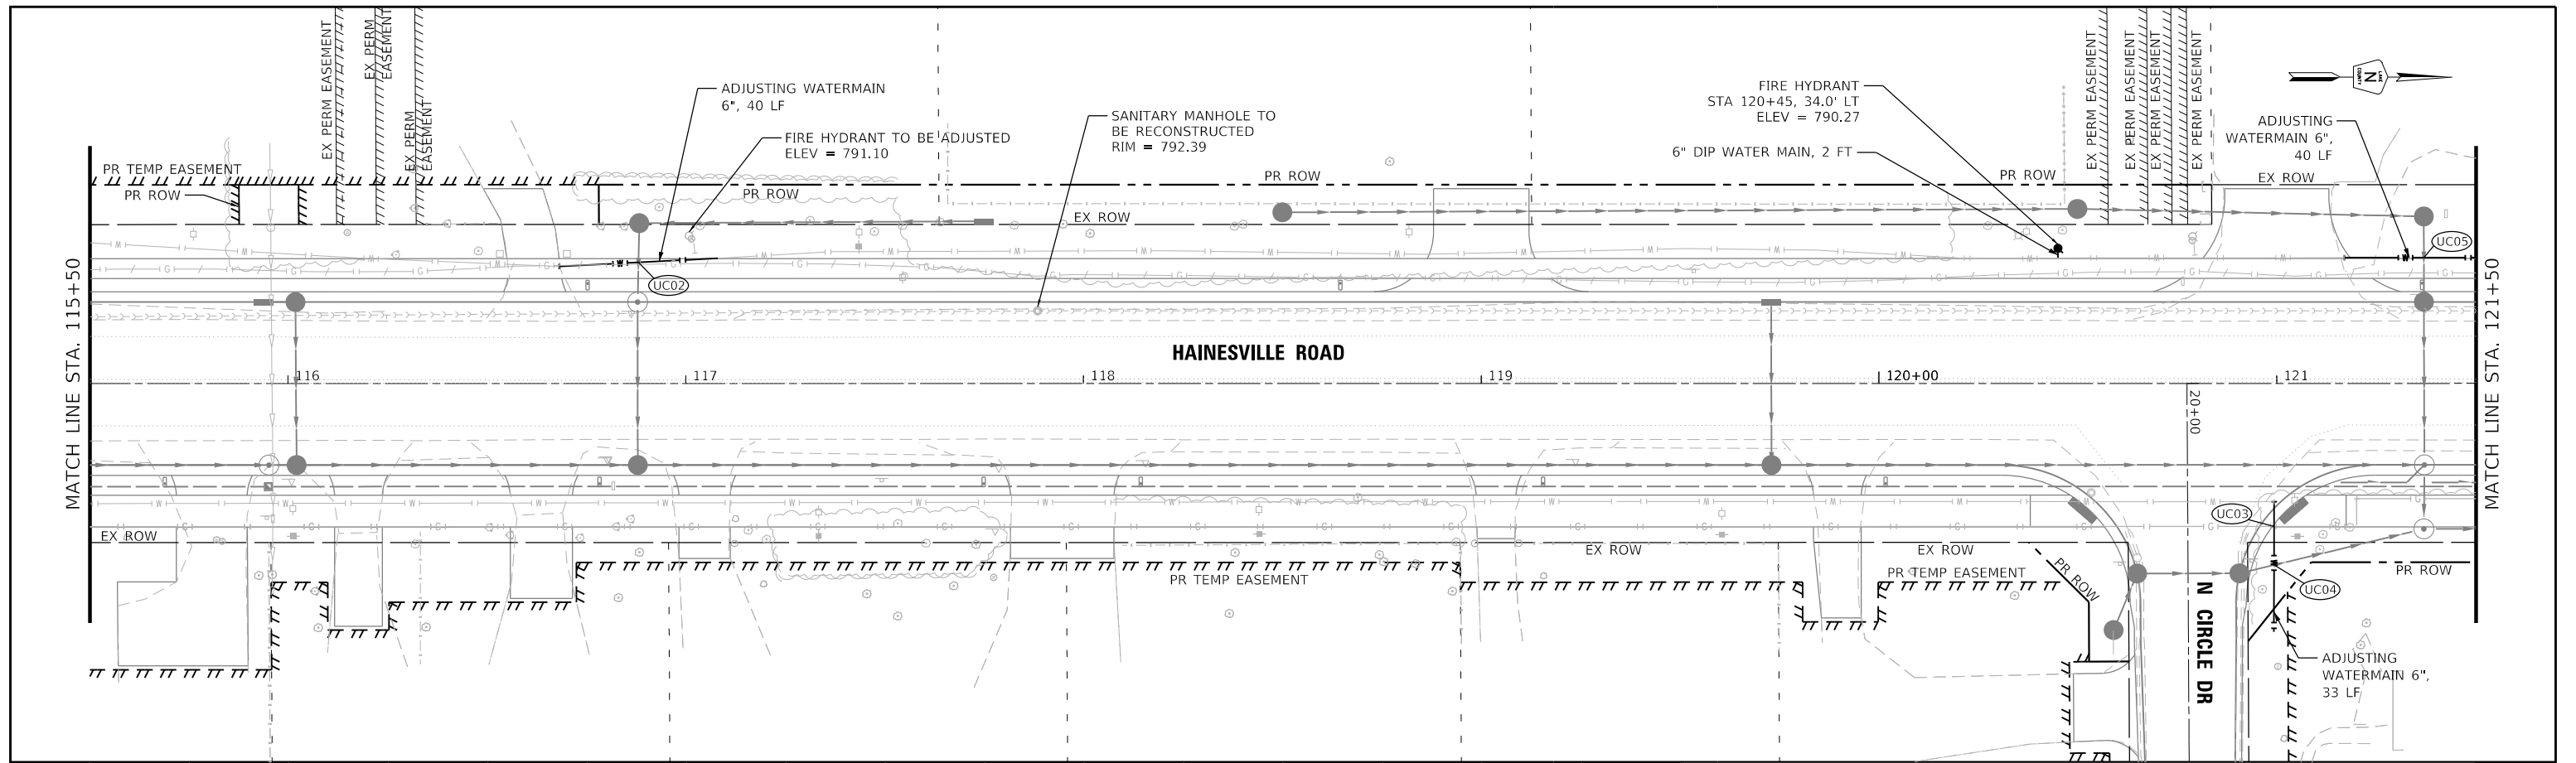 EX PERM EASEMENT
EX PERM
EASEMENT
EX PERM
EASEMENT
ADJUSTING WATERMAIN
6", 40 LF
FIRE HYDRANT TO BE ADJUSTED
ELEV = 791.10
SANITARY MANHOLE TO
BE RECONSTRUCTED
RIM = 792.39
FIRE HYDRANT
STA 120+45, 34.0' LT
ELEV = 790.27
6" DIP WATER MAIN, 2 FT
EX PERM EASEMENT
EX PERM EASEMENT
EX PERM EASEMENT
EX PERM EASEMENT
LAKE
N
COUNTY
ADJUSTING
WATERMAIN 6",
40 LF
PR TEMP EASEMENT
PR ROW
PR ROW
PR ROW
PR ROW
EX ROW
EX ROW
UC02
UC05
MATCH LINE STA. 115+50
MATCH LINE STA. 121+50
HAINESVILLE ROAD
116
117
118
119
120+00
121
20+00
UC03
EX ROW
EX ROW
EX ROW
PR TEMP EASEMENT
PR TEMP EASEMENT
PR ROW
PR ROW
UC04
N CIRCLE DR
ADJUSTING
WATERMAIN 6",
33 LF